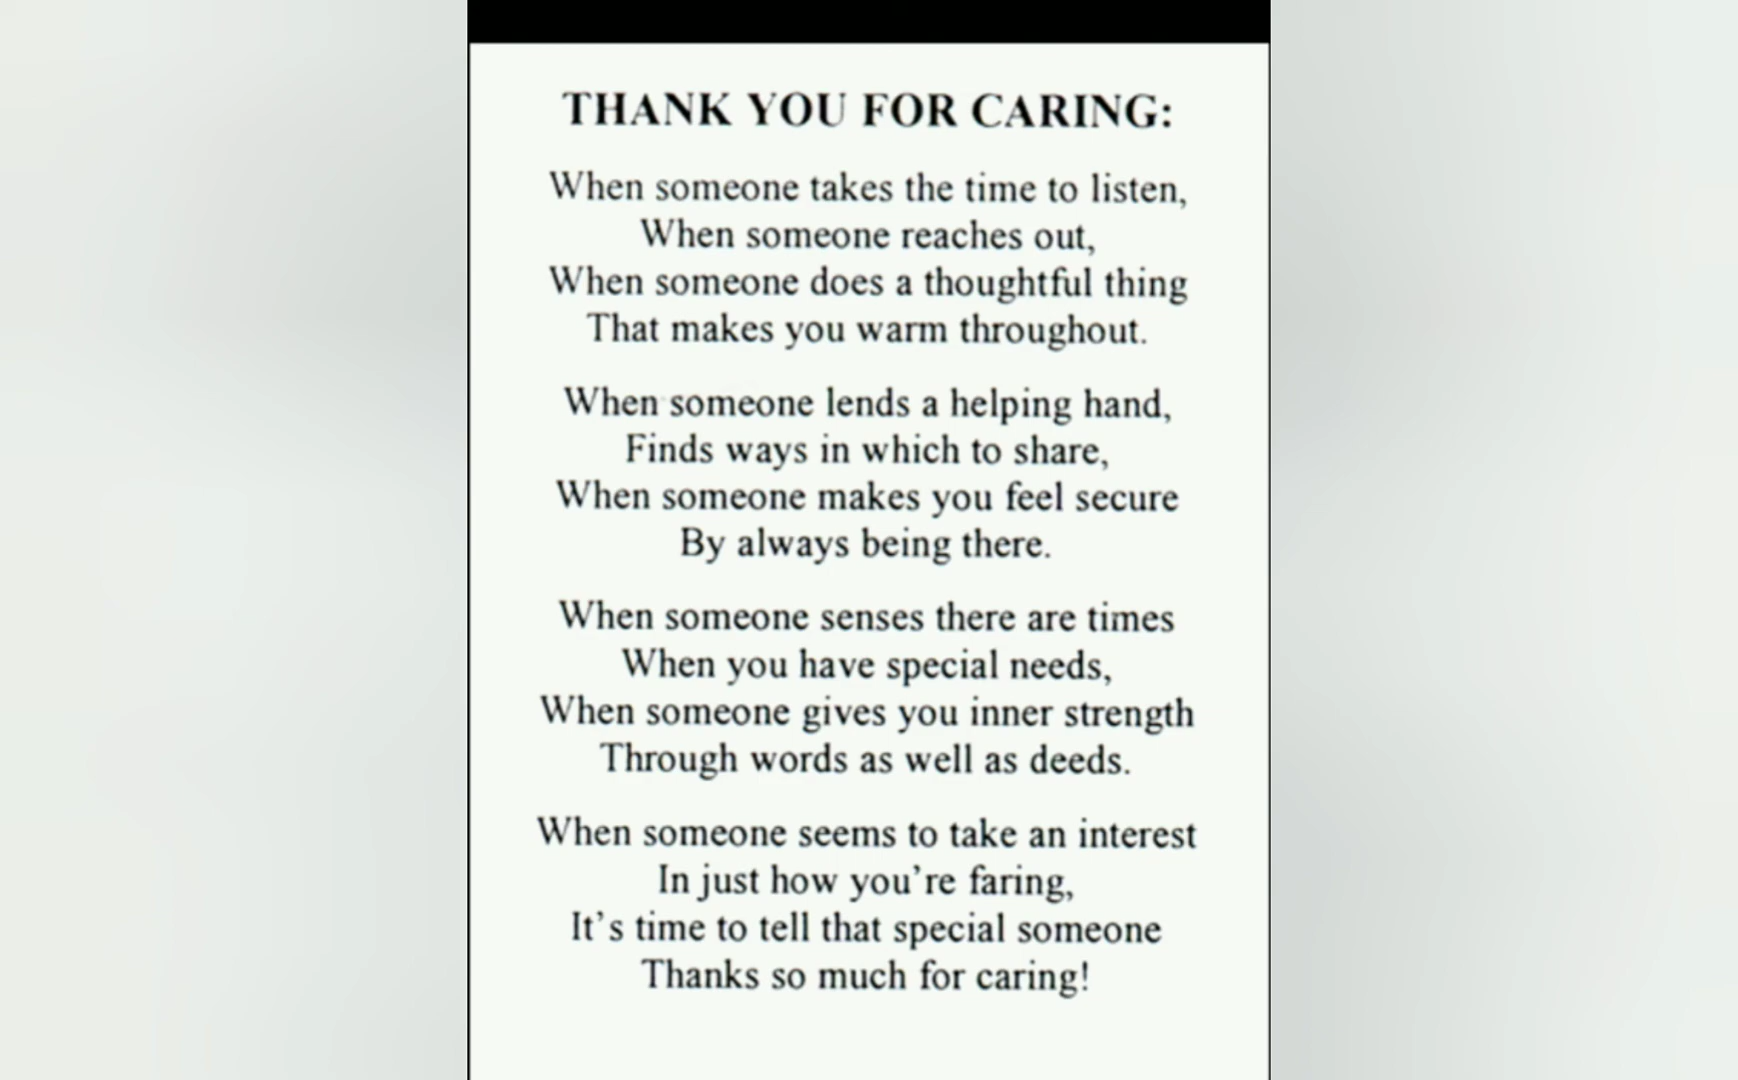 THANK YOU FOR CARING:
When someone takes the time to listen,
When someone reaches out,
When someone does a thoughtful thing
That makes you warm throughout.
When someone lends a helping hand,
Finds ways in which to share,
When someone makes you feel secure
By always being there.
When someone senses there are times
When you have special needs,
When someone gives you inner strength
Through words as well as deeds.
When someone seems to take an interest
In just how you’re faring,
It’s time to tell that special someone
Thanks so much for caring!